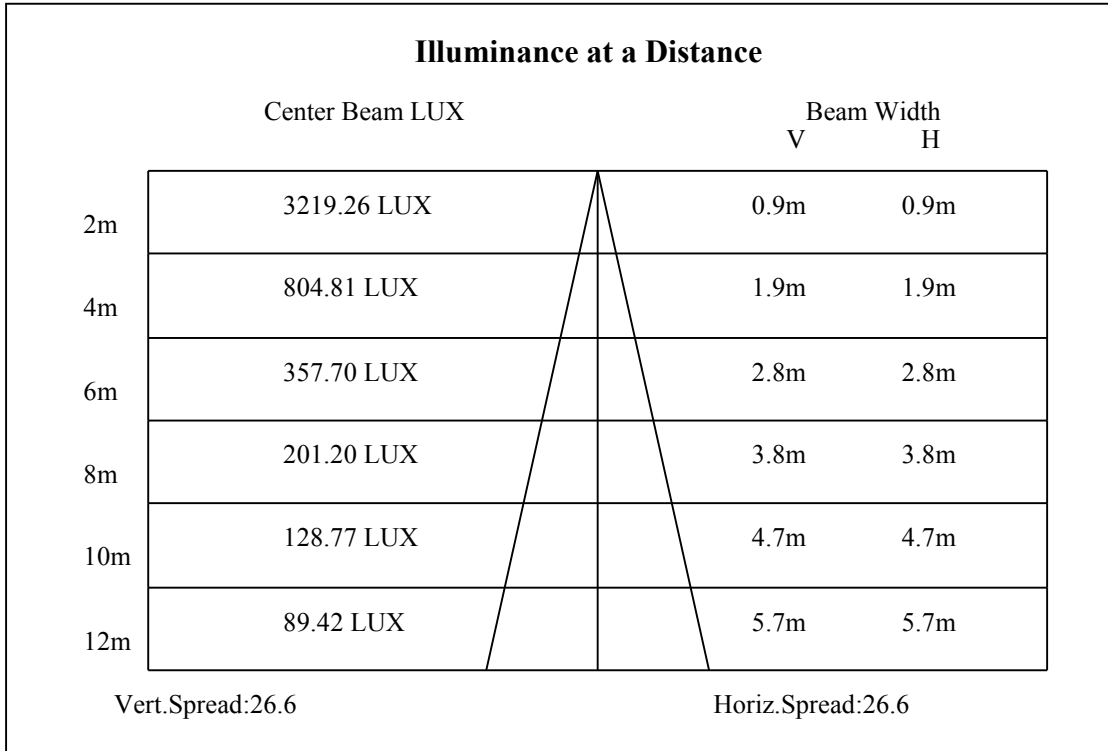 Illuminance at a Distance
Center Beam LUX Beam Width
V H
2m 3219.26 LUX 0.9m 0.9m
4m 804.81 LUX 1.9m 1.9m
6m 357.70 LUX 2.8m 2.8m
8m 201.20 LUX 3.8m 3.8m
10m 128.77 LUX 4.7m 4.7m
12m 89.42 LUX 5.7m 5.7m
Vert.Spread:26.6 Horiz.Spread:26.6